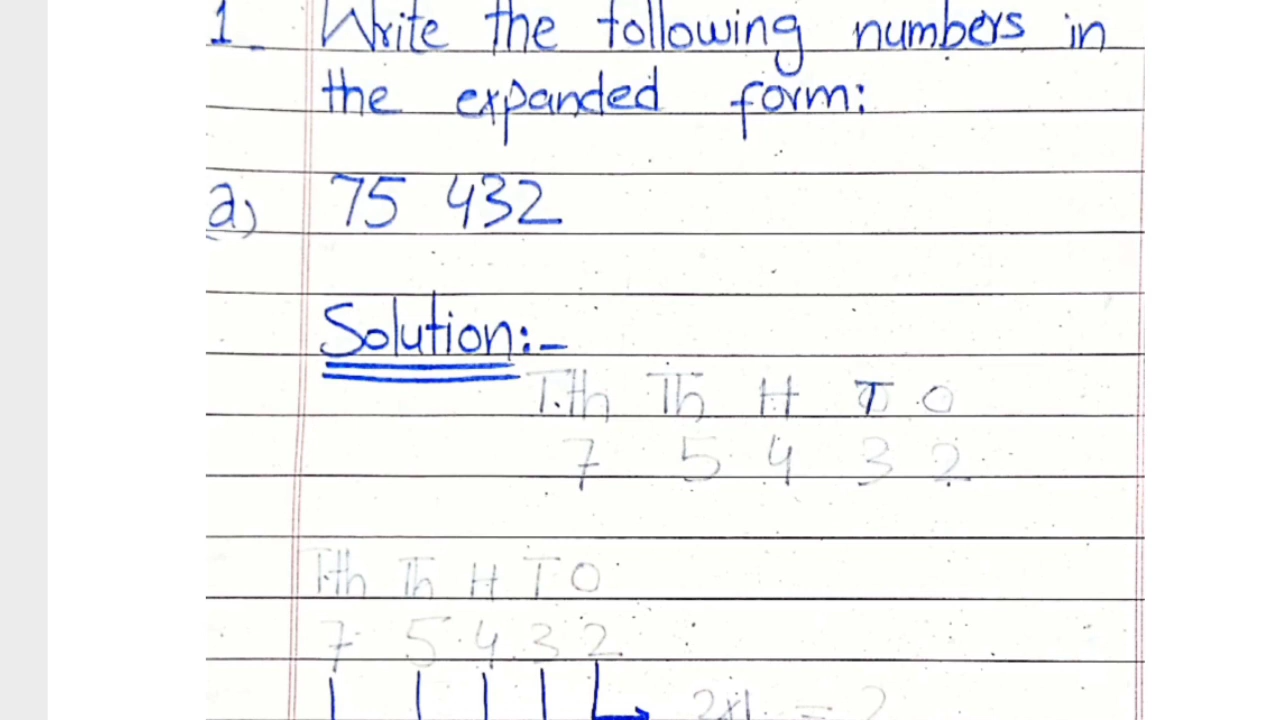 1. Write the following numbers in
the expanded form:
a) 75 432
Solution:-
T.th Th H T O
7 5 4 3 2
T.th Th H T O
7 5 4 3 2
2x1 = 2